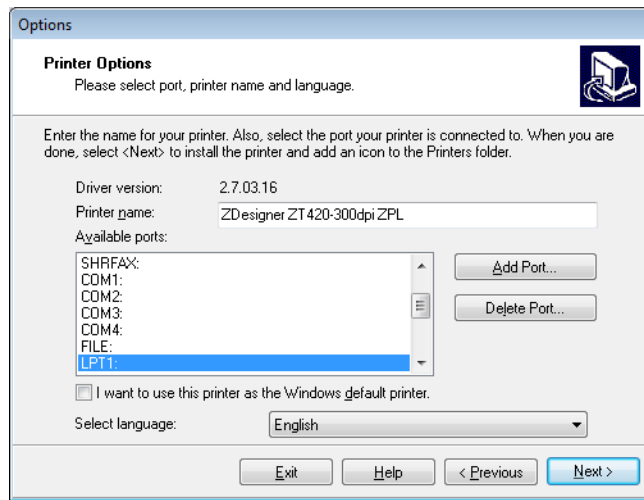 Options
Printer Options
Please select port, printer name and language.
Enter the name for your printer. Also, select the port your printer is connected to. When you are
done, select <Next> to install the printer and add an icon to the Printers folder.
Driver version: 2.7.03.16
Printer name: ZDesigner ZT420-300dpi ZPL
Available ports:
SHRFAX:
COM1:
COM2:
COM3:
COM4:
FILE:
LPT1:
Add Port...
Delete Port...
I want to use this printer as the Windows default printer.
Select language: English
Exit Help < Previous Next >